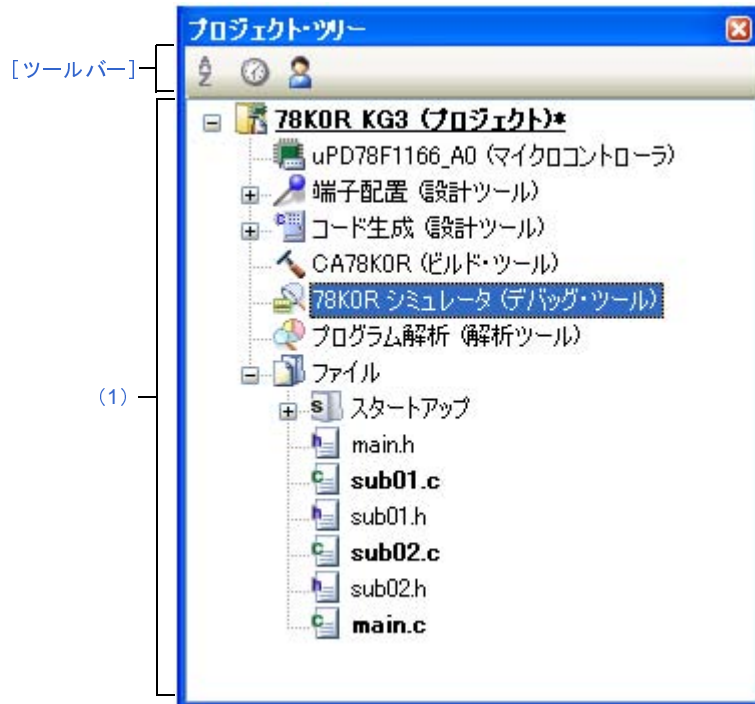 プロジェクト・ツリー
[ツールバー]
78K0R_KG3 (プロジェクト)*
uPD78F1166_A0 (マイクロコントローラ)
端子配置 (設計ツール)
コード生成 (設計ツール)
CA78K0R (ビルド・ツール)
78K0R シミュレータ (デバッグ・ツール)
プログラム解析 (解析ツール)
ファイル
(1)
スタートアップ
main.h
sub01.c
sub01.h
sub02.c
sub02.h
main.c